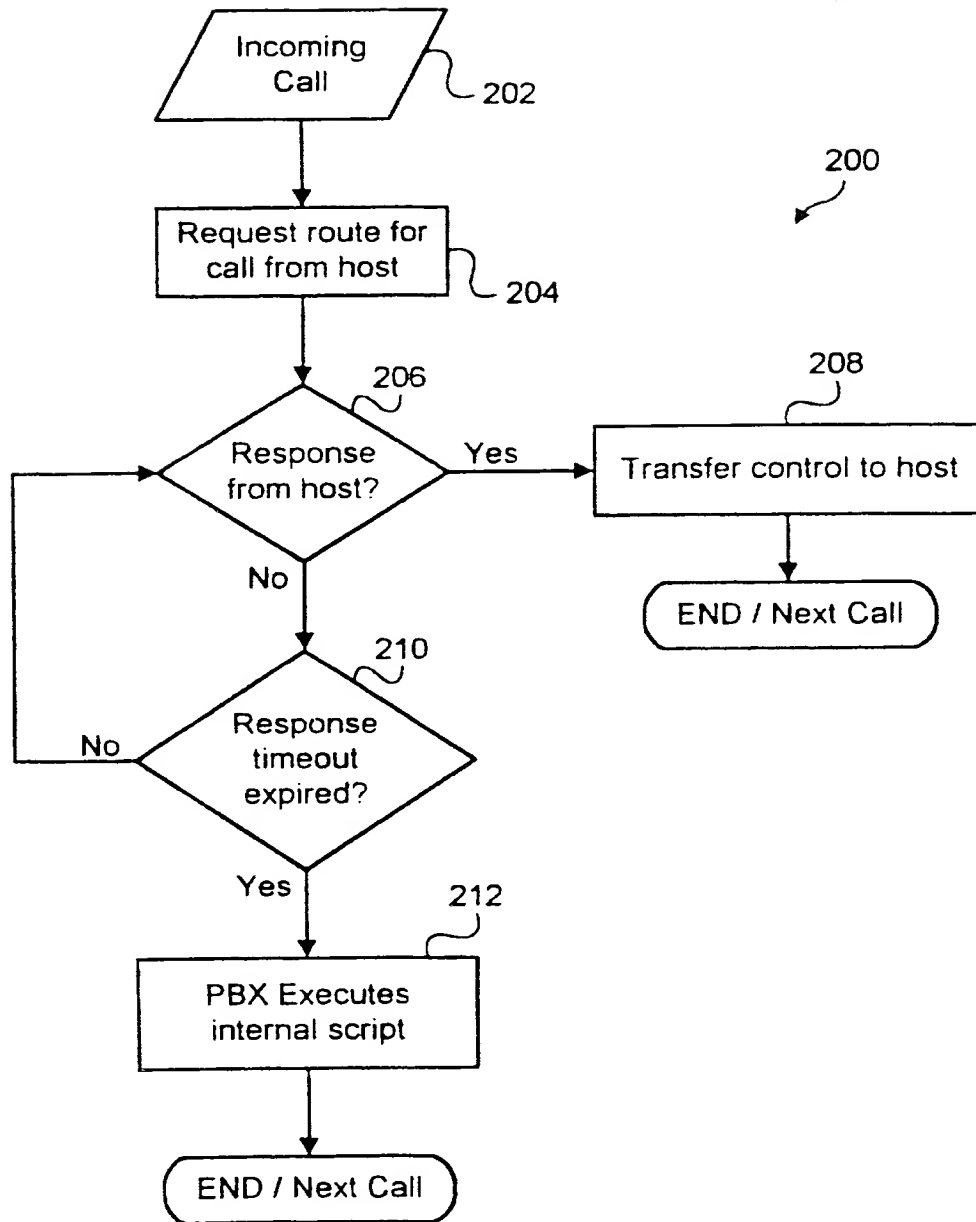 Incoming
Call
202
200
Request route for
call from host
204
206
208
Response
from host?
Yes
Transfer control to host
No
END / Next Call
210
Response
timeout
expired?
No
Yes
212
PBX Executes
internal script
END / Next Call